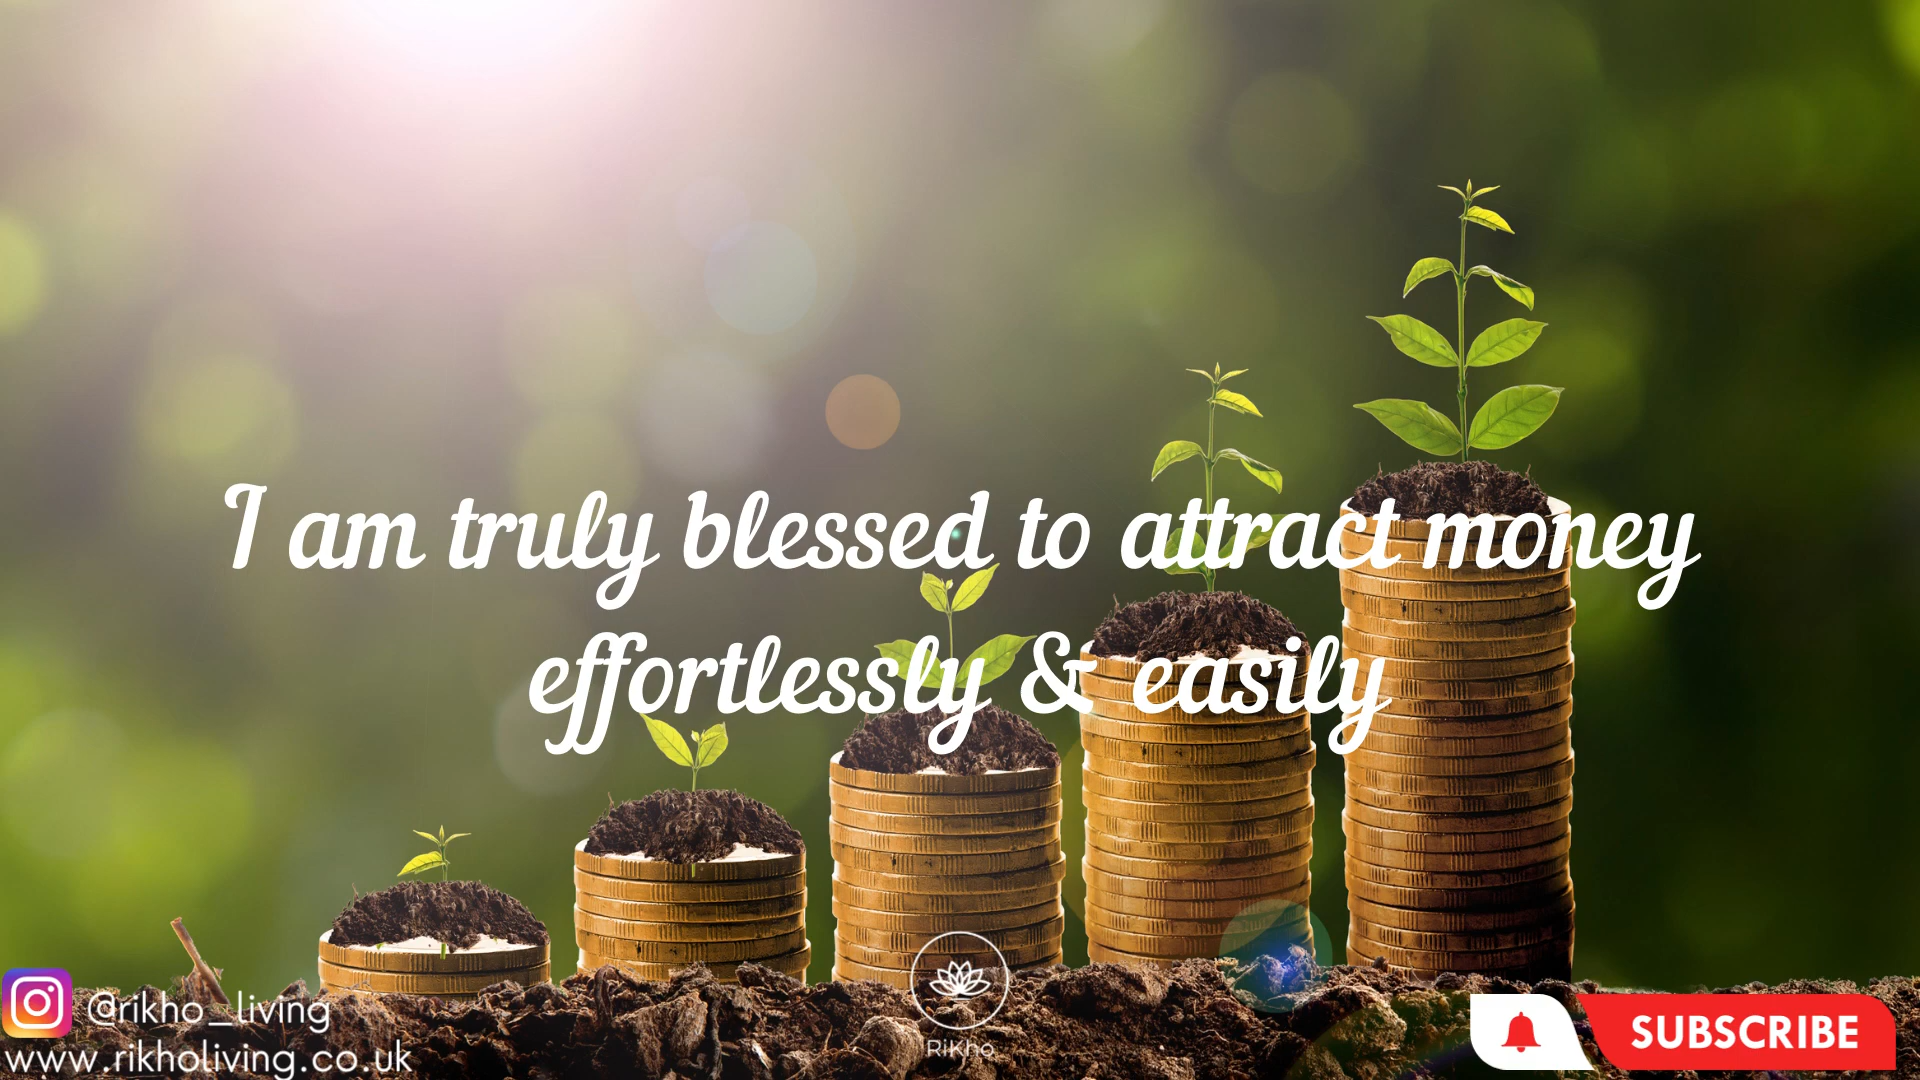 I am truly blessed to attract money
effortlessly & easily
@rikho_living
www.rikholiving.co.uk
RiKho
SUBSCRIBE